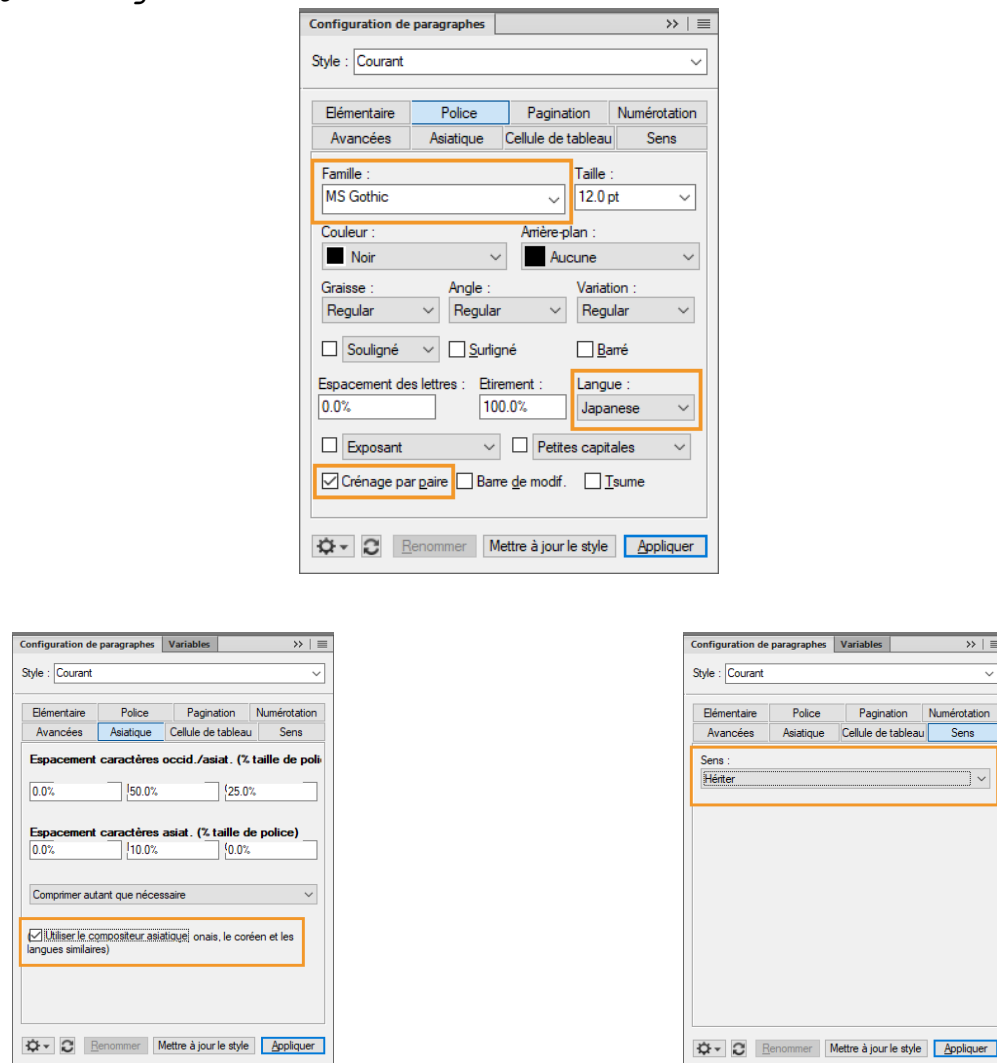 Configuration de paragraphes >>
Style : Courant
Elémentaire Police Pagination Numérotation
Avancées Asiatique Cellule de tableau Sens
Famille : Taille :
MS Gothic 12.0 pt
Couleur : Arrière-plan :
Noir Aucune
Graisse : Angle : Variation :
Regular Regular Regular
Souligné Surligné Barré
Espacement des lettres : Etirement : Langue :
0.0% 100.0% Japanese
Exposant Petites capitales
Crénage par paire Barre de modif. Tsume
Renommer Mettre à jour le style Appliquer
Configuration de paragraphes Variables >>
Style : Courant
Elémentaire Police Pagination Numérotation
Avancées Asiatique Cellule de tableau Sens
Espacement caractères occid./asiat. (% taille de poli
0.0% 50.0% 25.0%
Espacement caractères asiat. (% taille de police)
0.0% 10.0% 0.0%
Comprimer autant que nécessaire
Utiliser le compositeur asiatique onais, le coréen et les
langues similaires)
Renommer Mettre à jour le style Appliquer
Configuration de paragraphes Variables >>
Style : Courant
Elémentaire Police Pagination Numérotation
Avancées Asiatique Cellule de tableau Sens
Sens :
Hériter
Renommer Mettre à jour le style Appliquer